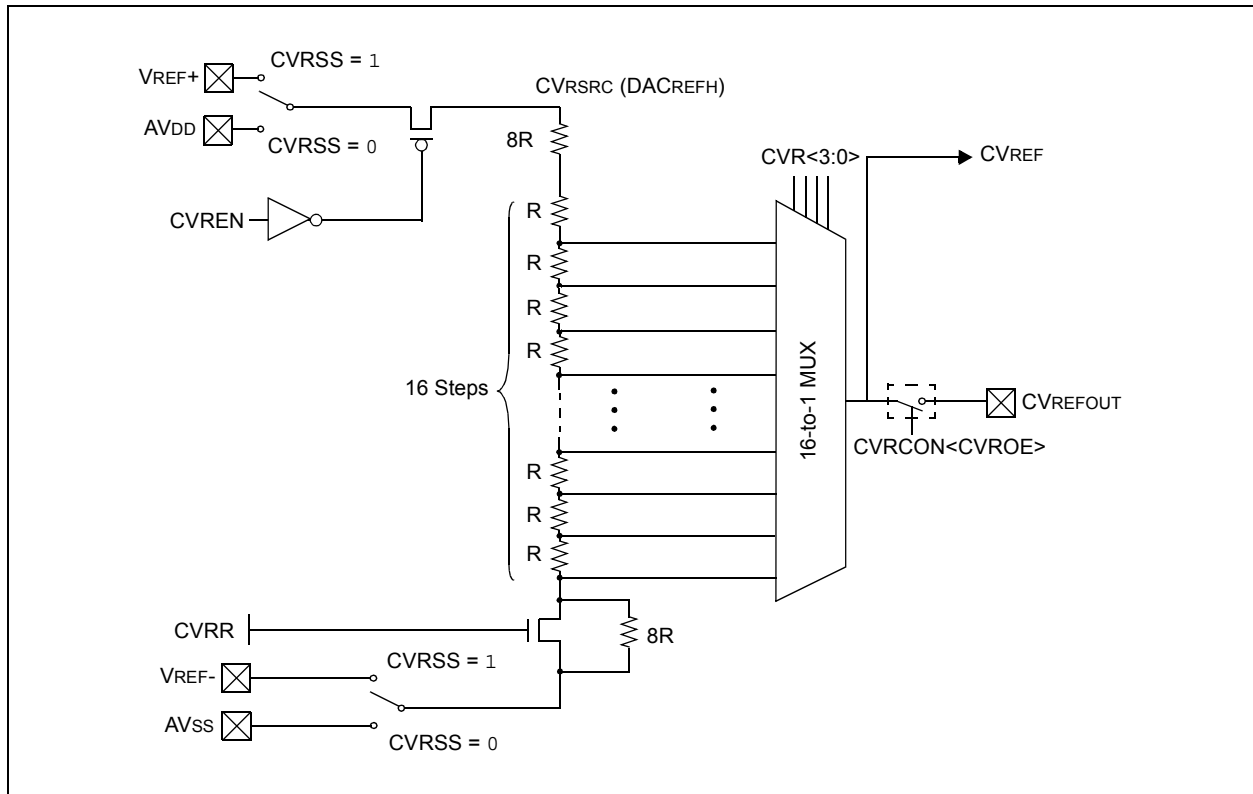 CVRSS = 1
VREF+
CVRSRC (DACREFH)
AVDD
CVRSS = 0
8R
CVR<3:0>
CVREF
CVREN
R
R
R
R
16 Steps
16-to-1 MUX
CVREFOUT
CVRCON<CVROE>
R
R
R
CVRR
8R
CVRSS = 1
VREF-
AVSS
CVRSS = 0